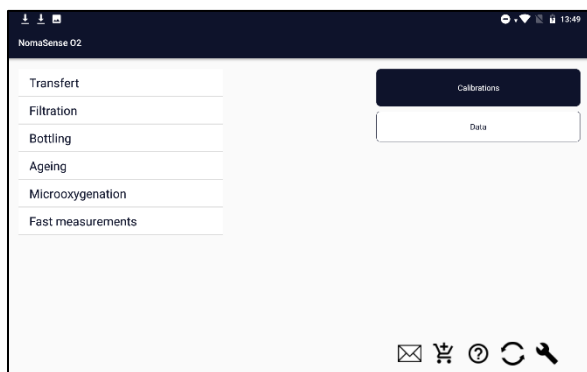 13:49
NomaSense O2
Transfert
Filtration
Bottling
Ageing
Microoxygenation
Fast measurements
Calibrations
Data